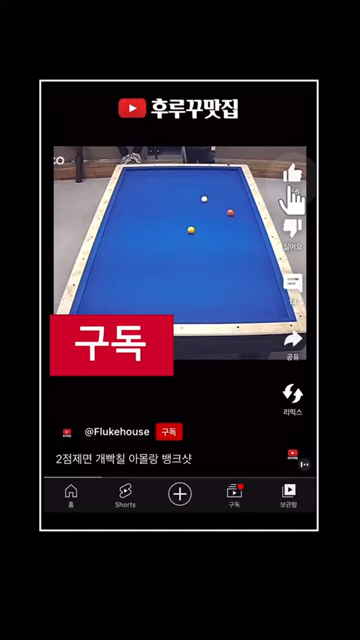 후루꾸맛집
싫어요
공유
구독
리믹스
@Flukehouse 구독
2점제면 개빡칠 아몰랑 뱅크샷
홈 Shorts 구독 보관함